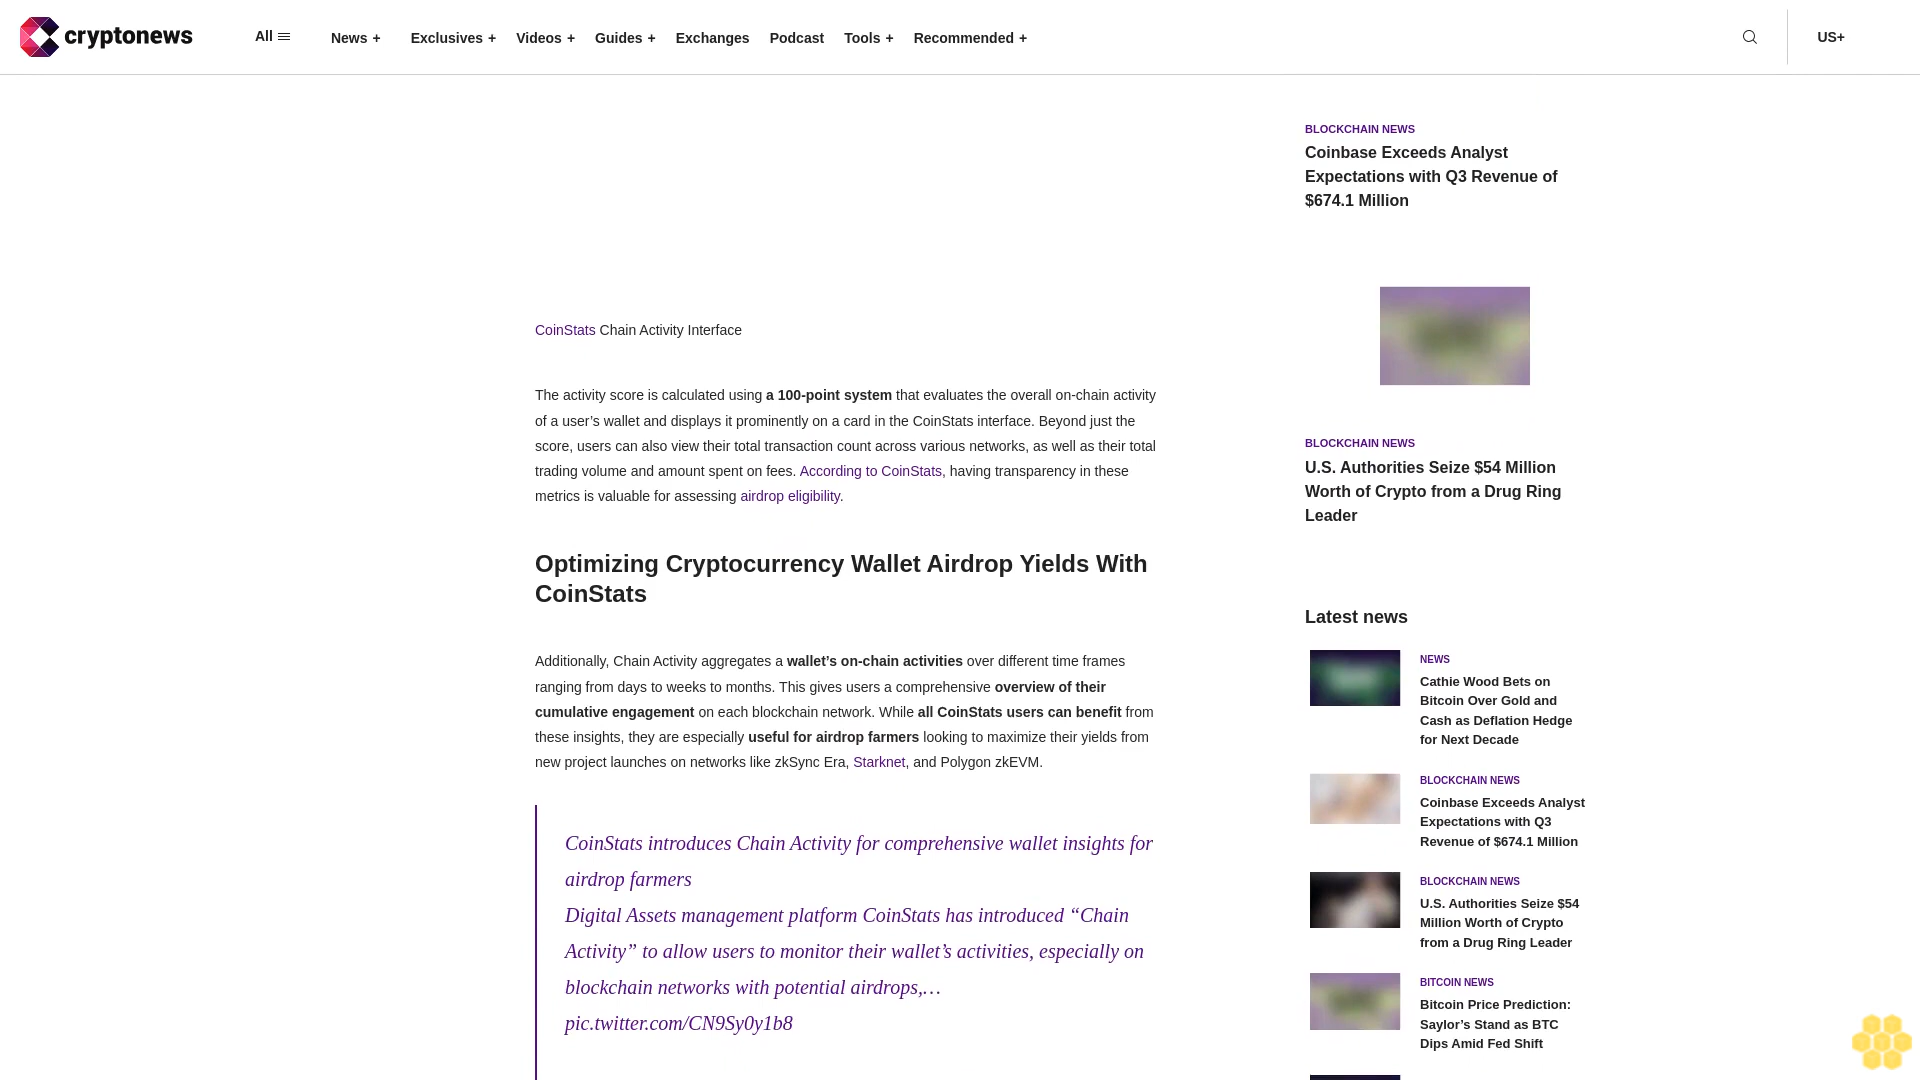 cryptonews
All
News +
Exclusives +
Videos +
Guides +
Exchanges
Podcast
Tools +
Recommended +
US+
CoinStats Chain Activity Interface
The activity score is calculated using a 100-point system that evaluates the overall on-chain activity
of a user’s wallet and displays it prominently on a card in the CoinStats interface. Beyond just the
score, users can also view their total transaction count across various networks, as well as their total
trading volume and amount spent on fees. According to CoinStats, having transparency in these
metrics is valuable for assessing airdrop eligibility.
Optimizing Cryptocurrency Wallet Airdrop Yields With
CoinStats
Additionally, Chain Activity aggregates a wallet’s on-chain activities over different time frames
ranging from days to weeks to months. This gives users a comprehensive overview of their
cumulative engagement on each blockchain network. While all CoinStats users can benefit from
these insights, they are especially useful for airdrop farmers looking to maximize their yields from
new project launches on networks like zkSync Era, Starknet, and Polygon zkEVM.
CoinStats introduces Chain Activity for comprehensive wallet insights for
airdrop farmers
Digital Assets management platform CoinStats has introduced “Chain
Activity” to allow users to monitor their wallet’s activities, especially on
blockchain networks with potential airdrops,…
pic.twitter.com/CN9Sy0y1b8
BLOCKCHAIN NEWS
Coinbase Exceeds Analyst
Expectations with Q3 Revenue of
$674.1 Million
BLOCKCHAIN NEWS
U.S. Authorities Seize $54 Million
Worth of Crypto from a Drug Ring
Leader
Latest news
NEWS
Cathie Wood Bets on
Bitcoin Over Gold and
Cash as Deflation Hedge
for Next Decade
BLOCKCHAIN NEWS
Coinbase Exceeds Analyst
Expectations with Q3
Revenue of $674.1 Million
BLOCKCHAIN NEWS
U.S. Authorities Seize $54
Million Worth of Crypto
from a Drug Ring Leader
BITCOIN NEWS
Bitcoin Price Prediction:
Saylor’s Stand as BTC
Dips Amid Fed Shift